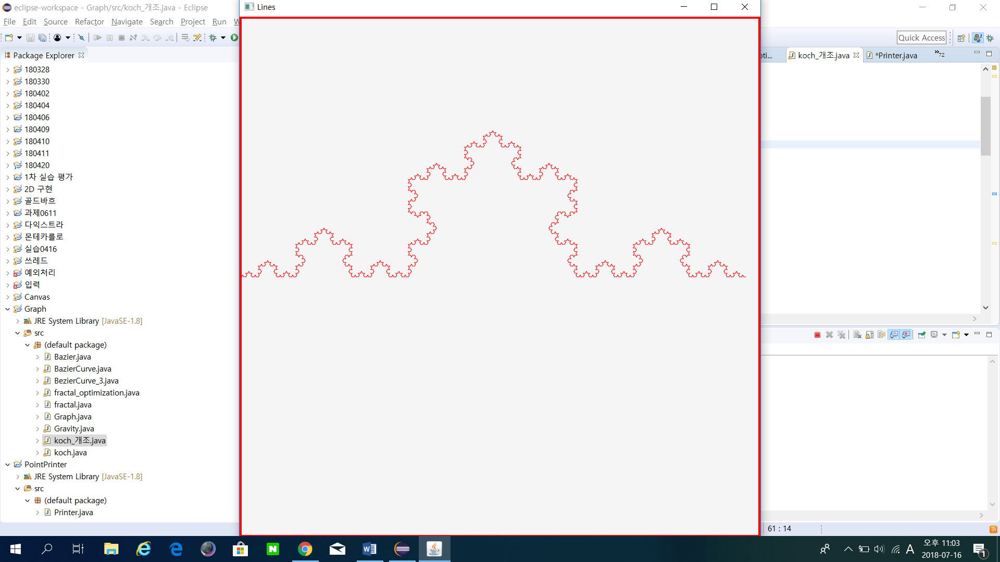 eclipse-workspace - Graph/src/koch_개조.java - Eclipse
Lines
File Edit Source Refactor Navigate Search Project Run W
Quick Access
Package Explorer
koch_개조.java
*Printer.java
72
180328
180330
180402
180404
180406
180409
180410
180411
180420
1차 실습 평가
2D 구현
골드바흐
과제0611
다익스트라
몬테카를로
실습0416
쓰레드
예외처리
입력
Canvas
Graph
JRE System Library [JavaSE-1.8]
src
(default package)
Bazier.java
BazierCurve.java
BezierCurve_3.java
fractal_optimization.java
fractal.java
Graph.java
Gravity.java
koch_개조.java
koch.java
PointPrinter
JRE System Library [JavaSE-1.8]
src
(default package)
Printer.java
61 : 14
A
오후 11:03
2018-07-16
1